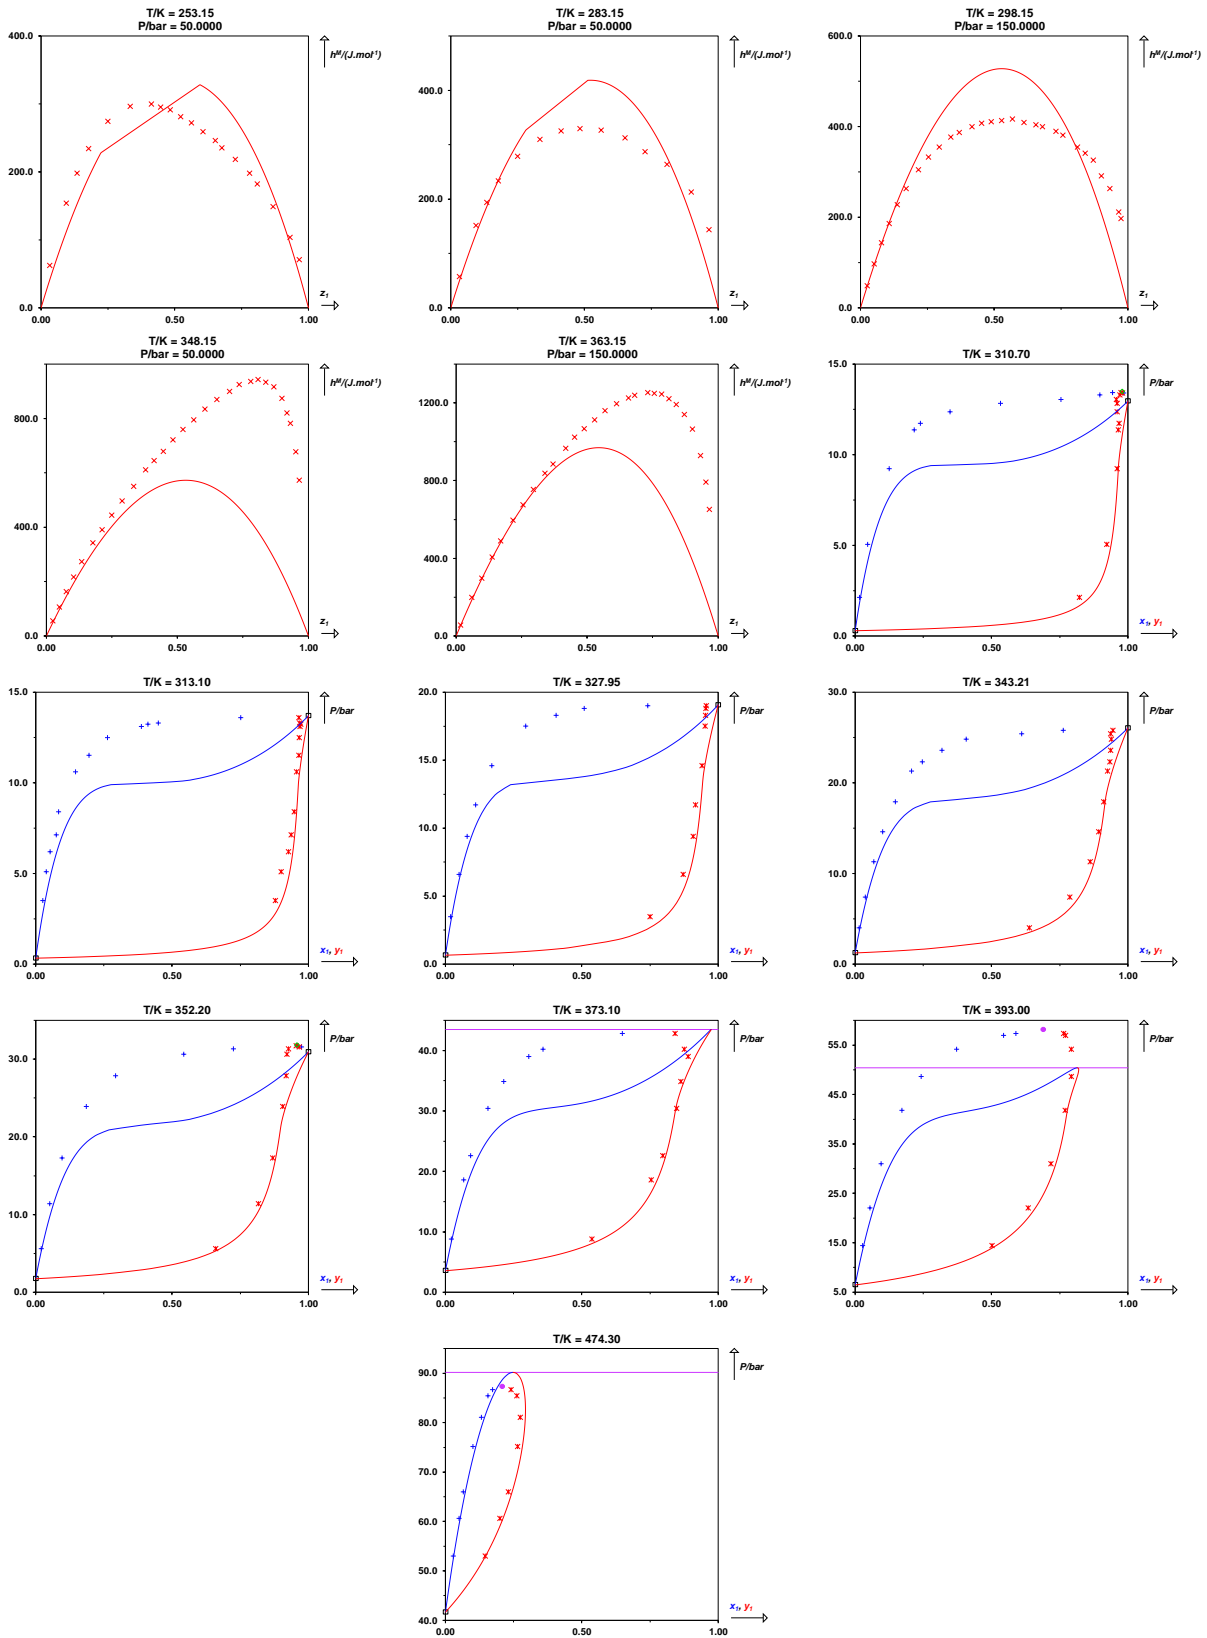 T/K = 253.15
P/bar = 50.0000
400.0
200.0
0.0
0.00
0.50
1.00
hᴹ/(J.mol⁻¹)
z₁
T/K = 283.15
P/bar = 50.0000
400.0
200.0
0.0
0.00
0.50
1.00
hᴹ/(J.mol⁻¹)
z₁
T/K = 298.15
P/bar = 150.0000
600.0
400.0
200.0
0.0
0.00
0.50
1.00
hᴹ/(J.mol⁻¹)
z₁
T/K = 348.15
P/bar = 50.0000
800.0
400.0
0.0
0.00
0.50
1.00
hᴹ/(J.mol⁻¹)
z₁
T/K = 363.15
P/bar = 150.0000
1200.0
800.0
400.0
0.0
0.00
0.50
1.00
hᴹ/(J.mol⁻¹)
z₁
T/K = 310.70
15.0
10.0
5.0
0.0
0.00
0.50
1.00
P/bar
x₁, y₁
T/K = 313.10
15.0
10.0
5.0
0.0
0.00
0.50
1.00
P/bar
x₁, y₁
T/K = 327.95
20.0
15.0
10.0
5.0
0.0
0.00
0.50
1.00
P/bar
x₁, y₁
T/K = 343.21
30.0
20.0
10.0
0.0
0.00
0.50
1.00
P/bar
x₁, y₁
T/K = 352.20
30.0
20.0
10.0
0.0
0.00
0.50
1.00
P/bar
x₁, y₁
T/K = 373.10
40.0
30.0
20.0
10.0
0.0
0.00
0.50
1.00
P/bar
x₁, y₁
T/K = 393.00
55.0
45.0
35.0
25.0
15.0
5.0
0.00
0.50
1.00
P/bar
x₁, y₁
T/K = 474.30
90.0
80.0
70.0
60.0
50.0
40.0
0.00
0.50
1.00
P/bar
x₁, y₁